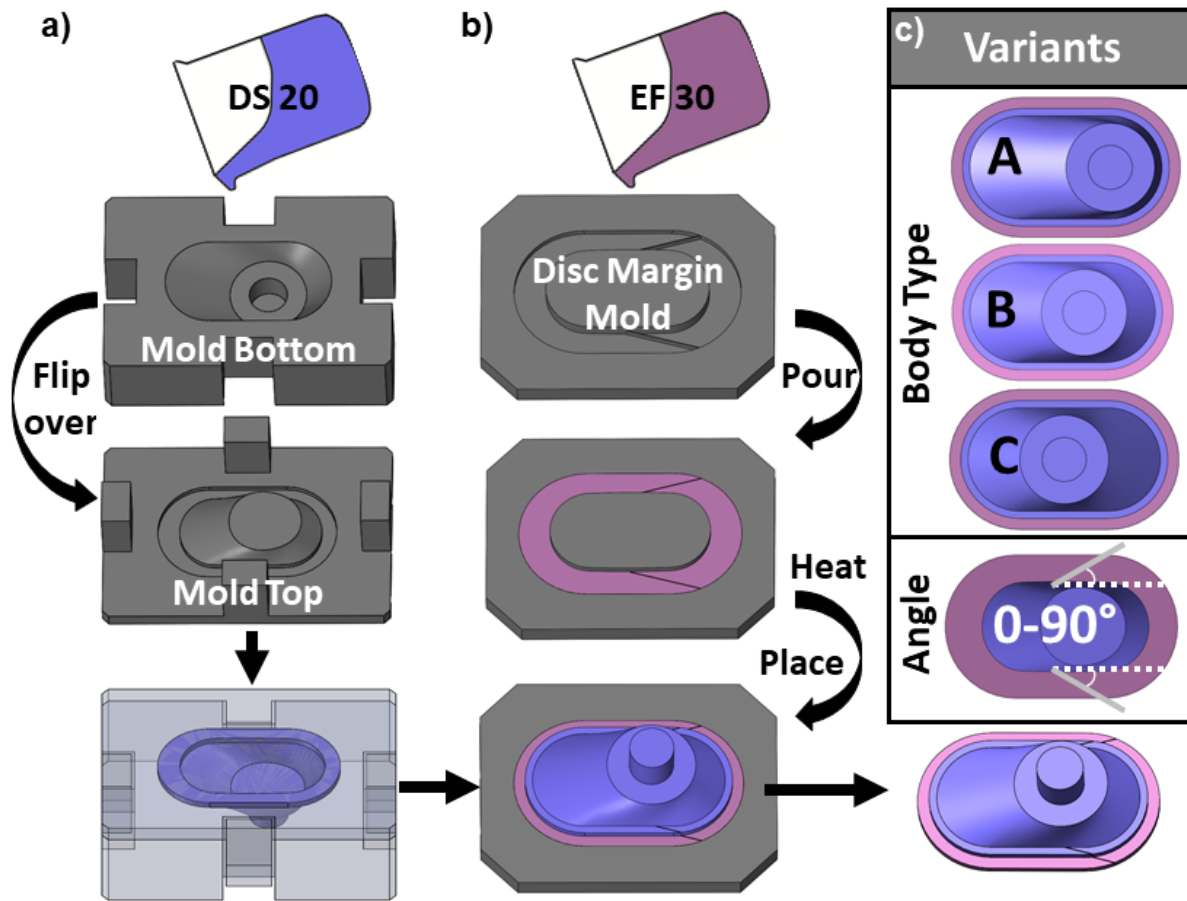 a)
DS 20
Mold Bottom
Flip
over
Mold Top
b)
EF 30
Disc Margin
Mold
Pour
Heat
Place
c)
Variants
Body Type
A
B
C
Angle
0-90°